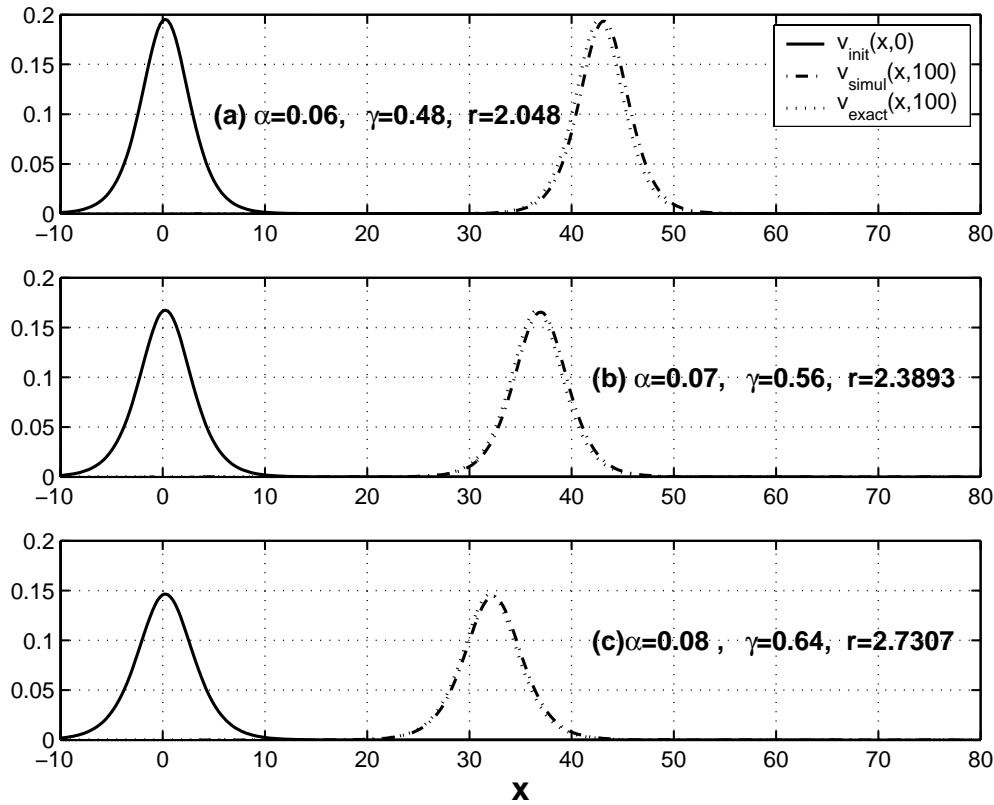 0.2
0.15
0.1
0.05
0
v_init(x,0)
v_simul(x,100)
v_exact(x,100)
(a) α=0.06, γ=0.48, r=2.048
−10 0 10 20 30 40 50 60 70 80
0.2
0.15
0.1
0.05
0
(b) α=0.07, γ=0.56, r=2.3893
−10 0 10 20 30 40 50 60 70 80
0.2
0.15
0.1
0.05
0
(c)α=0.08 , γ=0.64, r=2.7307
−10 0 10 20 30 40 50 60 70 80
x